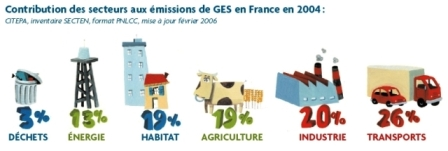 Contribution des secteurs aux émissions de GES en France en 2004 :
CITEPA, inventaire SECTEN, format PNLCC, mise à jour février 2006
3% 13% 19% 19% 20% 26%
DÉCHETS ÉNERGIE HABITAT AGRICULTURE INDUSTRIE TRANSPORTS